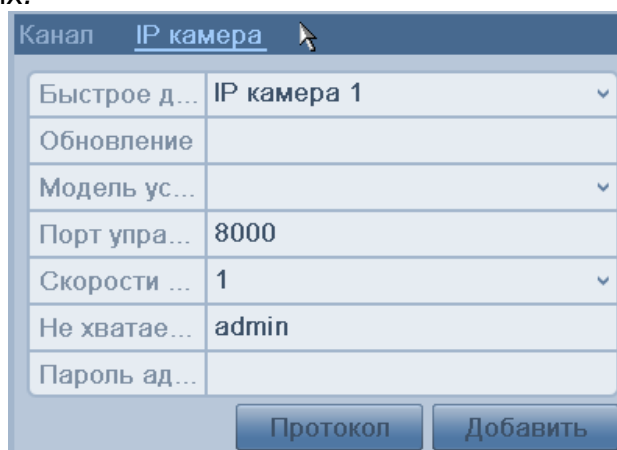 Канал IP камера
Быстрое д... IP камера 1
Обновление
Модель ус...
Порт упра... 8000
Скорости ... 1
Не хватае... admin
Пароль ад...
Протокол Добавить